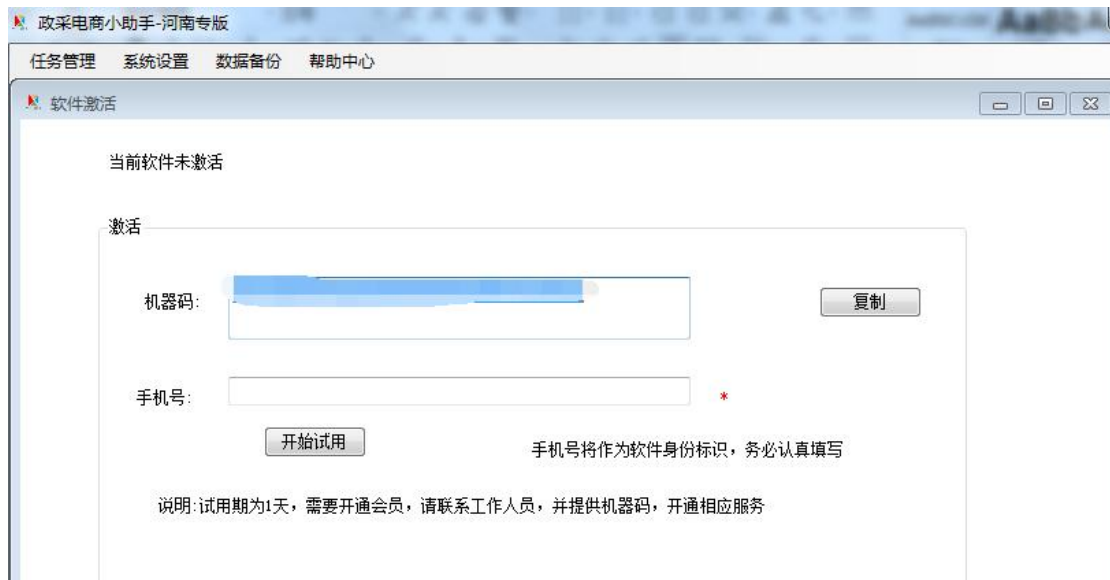 政采电商小助手-河南专版
任务管理 系统设置 数据备份 帮助中心
软件激活
当前软件未激活
激活
机器码:
复制
手机号:
*
开始试用
手机号将作为软件身份标识，务必认真填写
说明:试用期为1天，需要开通会员，请联系工作人员，并提供机器码，开通相应服务